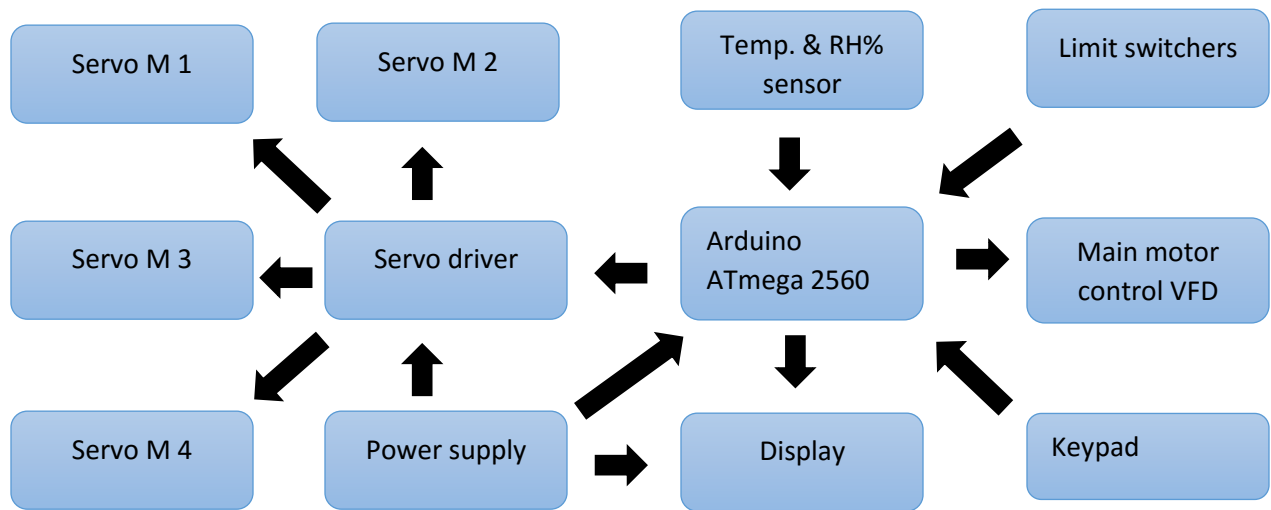 Servo M 1
Servo M 2
Temp. & RH%
sensor
Limit switchers
Servo M 3
Servo driver
Arduino
ATmega 2560
Main motor
control VFD
Servo M 4
Power supply
Display
Keypad